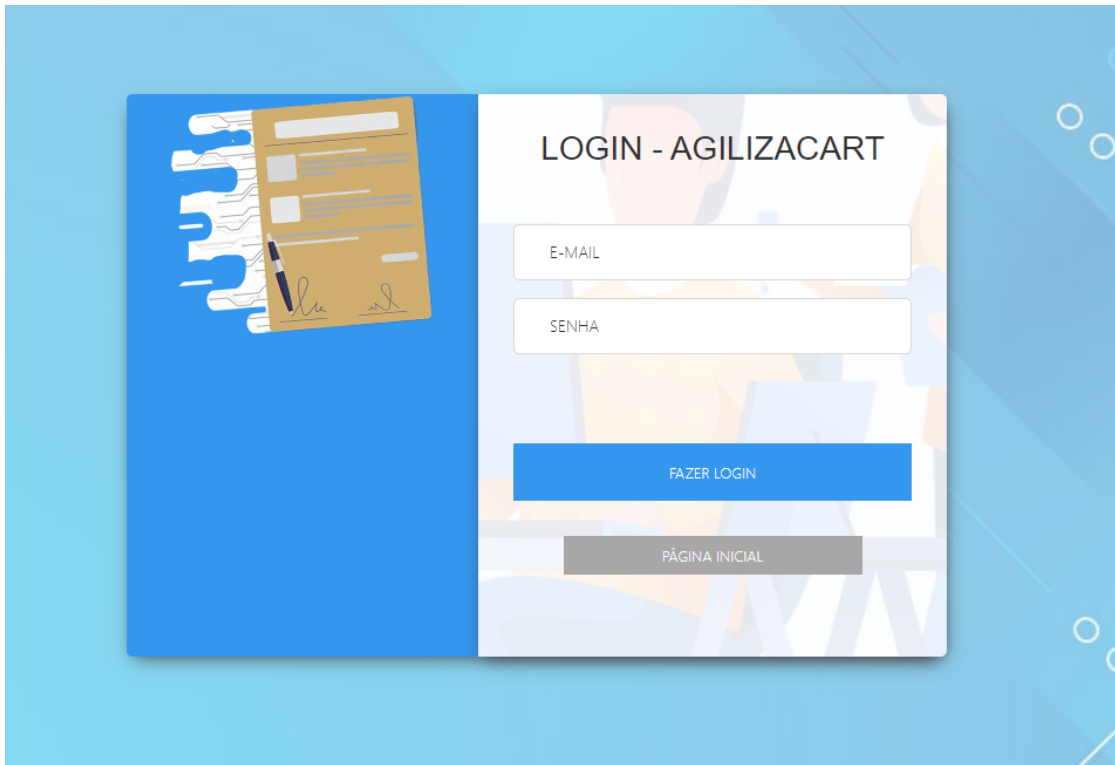 LOGIN - AGILIZACART
E-MAIL
SENHA
FAZER LOGIN
PÁGINA INICIAL